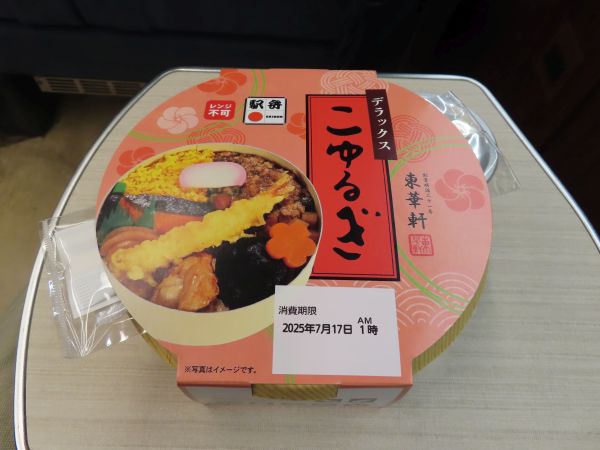 レンジ
不可
駅弁
EKIBEN
デラックス
こゆるぎ
東華軒
消費期限
2025年7月17日 AM 1時
※写真はイメージです。